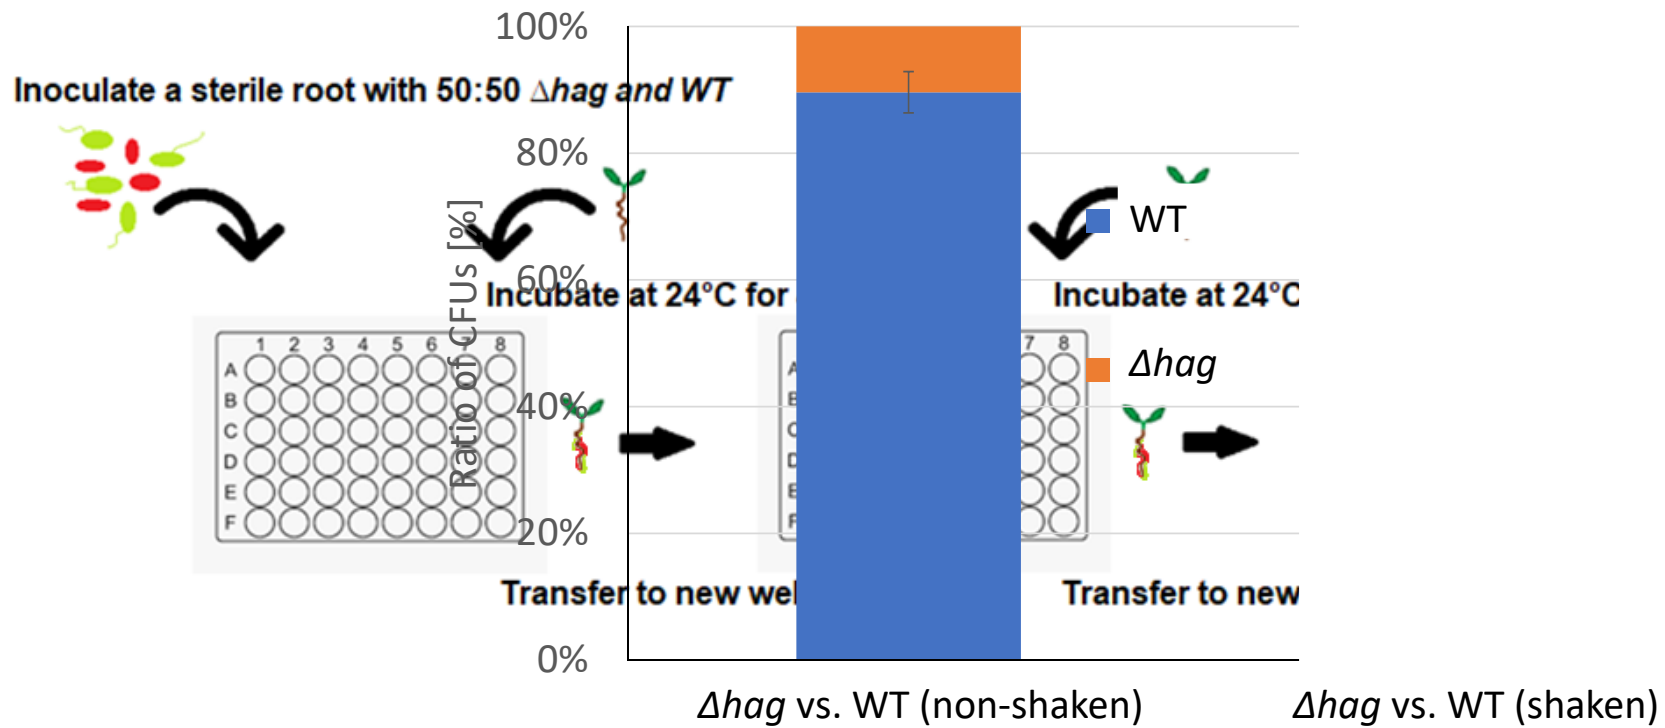 100%
Inoculate a sterile root with 50:50 Δhag and WT
80%
Ratio of CFUs [%]
WT
60%
Incubate at 24°C for
Incubate at 24°C
1 2 3 4 5 6 7 8
7 8
A
B
C
D
E
F
A
B
C
D
E
F
Δhag
40%
20%
Transfer to new wel
Transfer to new
0%
Δhag vs. WT (non-shaken)
Δhag vs. WT (shaken)